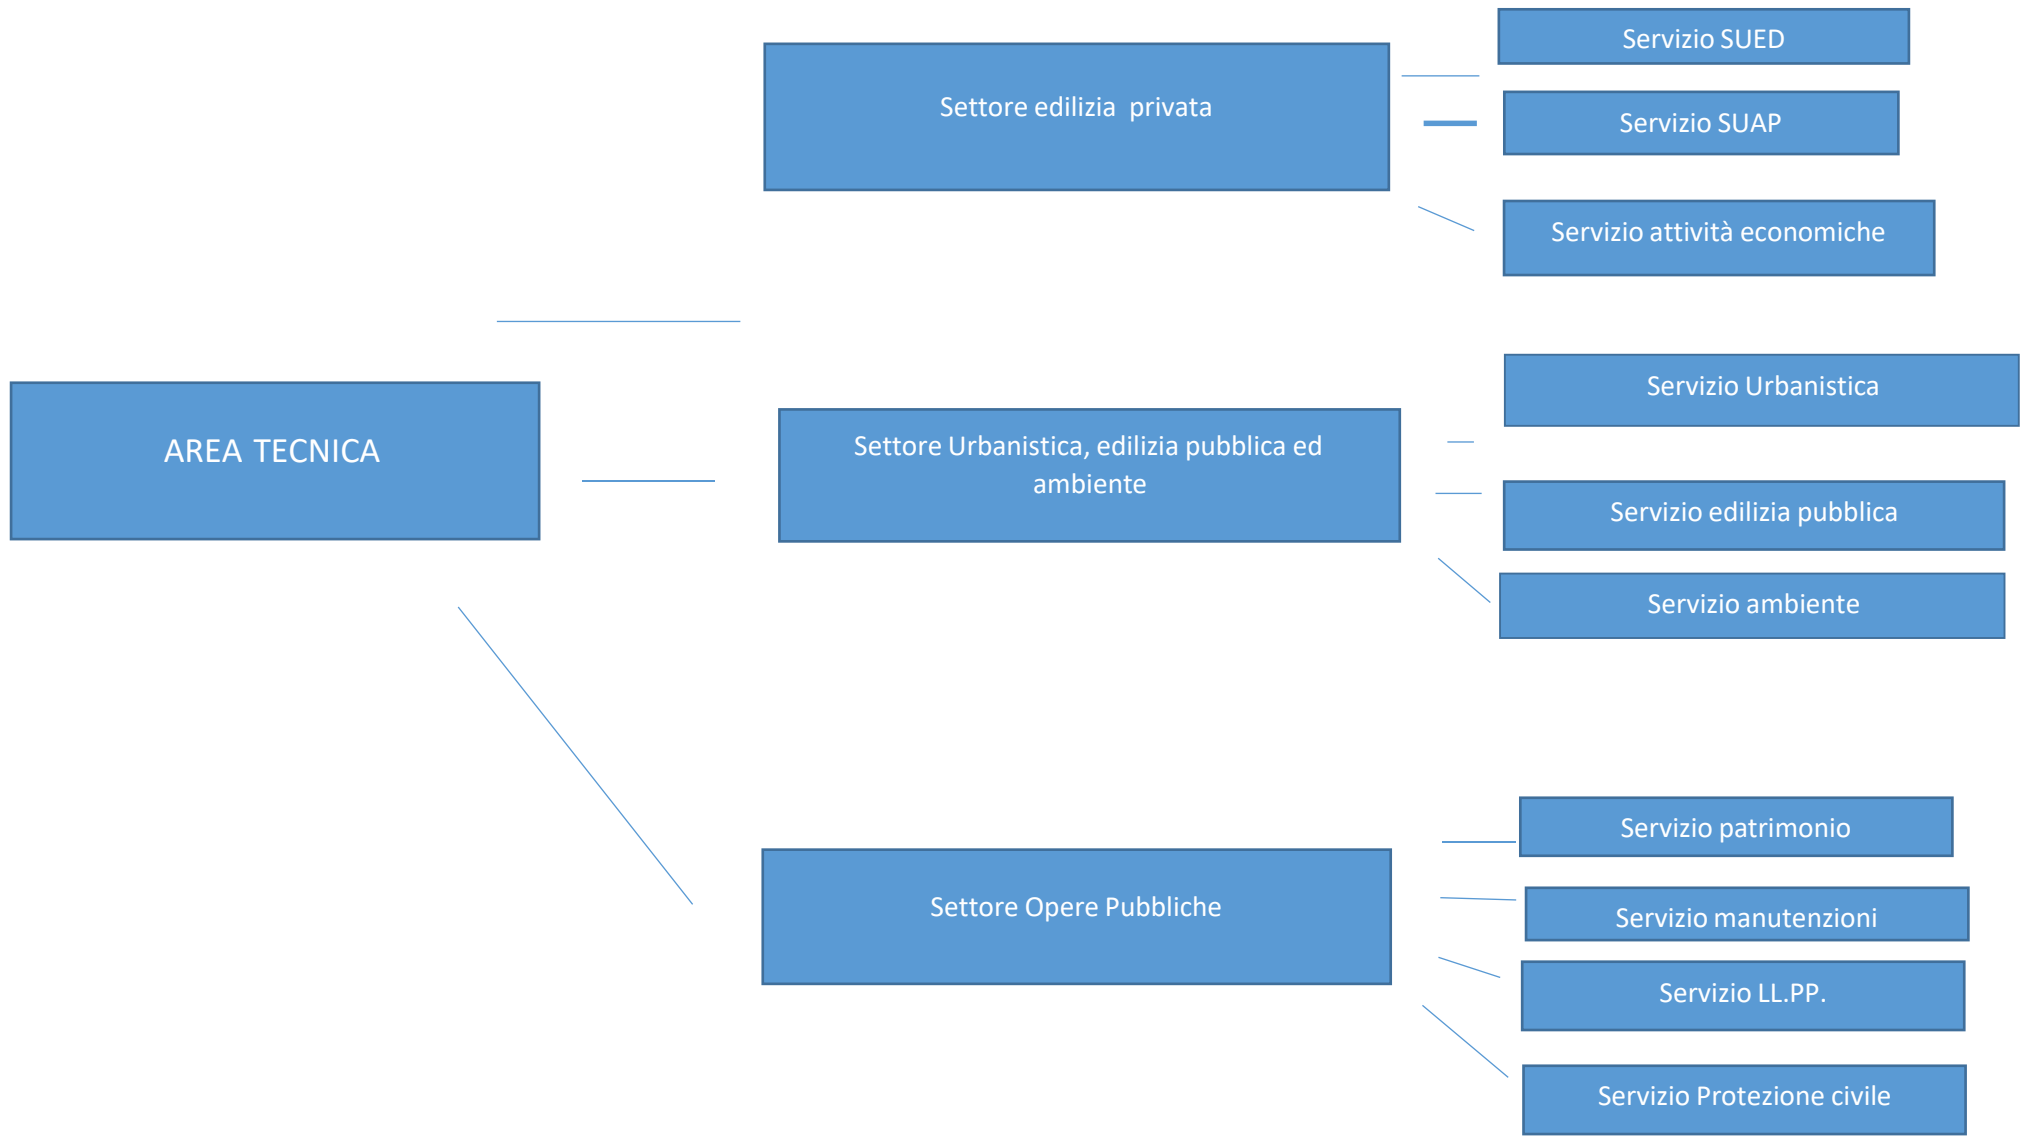 AREA TECNICA
Settore edilizia privata
Servizio SUED
Servizio SUAP
Servizio attività economiche
Settore Urbanistica, edilizia pubblica ed
ambiente
Servizio Urbanistica
Servizio edilizia pubblica
Servizio ambiente
Settore Opere Pubbliche
Servizio patrimonio
Servizio manutenzioni
Servizio LL.PP.
Servizio Protezione civile